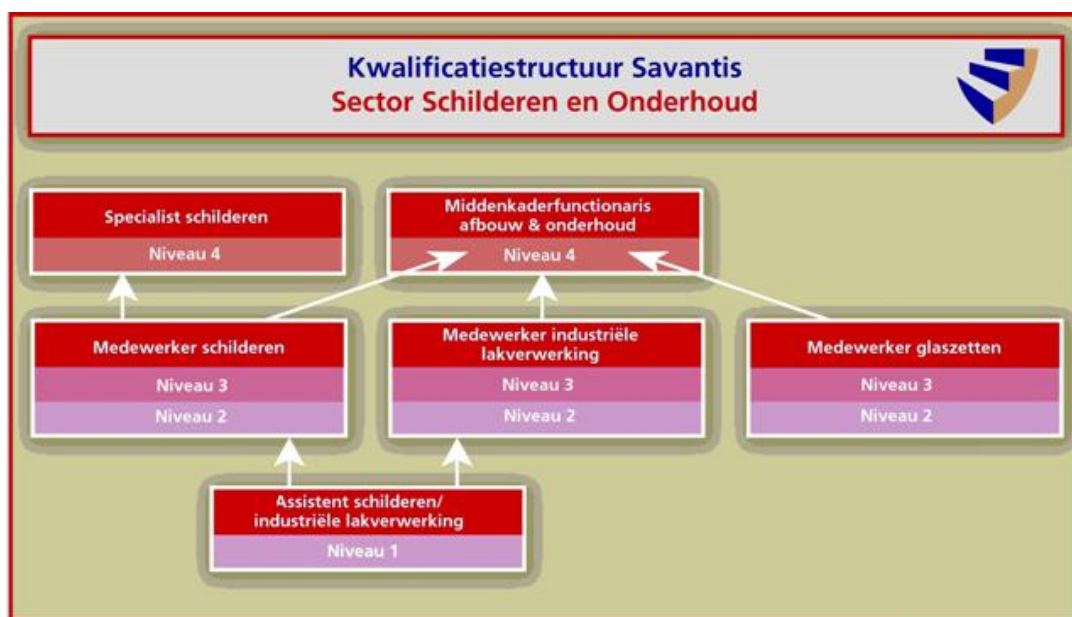 Kwalificatiestructuur Savantis
Sector Schilderen en Onderhoud
Specialist schilderen
Niveau 4
Middenkaderfunctionaris
afbouw & onderhoud
Niveau 4
Medewerker schilderen
Niveau 3
Niveau 2
Medewerker industriële
lakverwerking
Niveau 3
Niveau 2
Medewerker glaszetten
Niveau 3
Niveau 2
Assistent schilderen/
industriële lakverwerking
Niveau 1